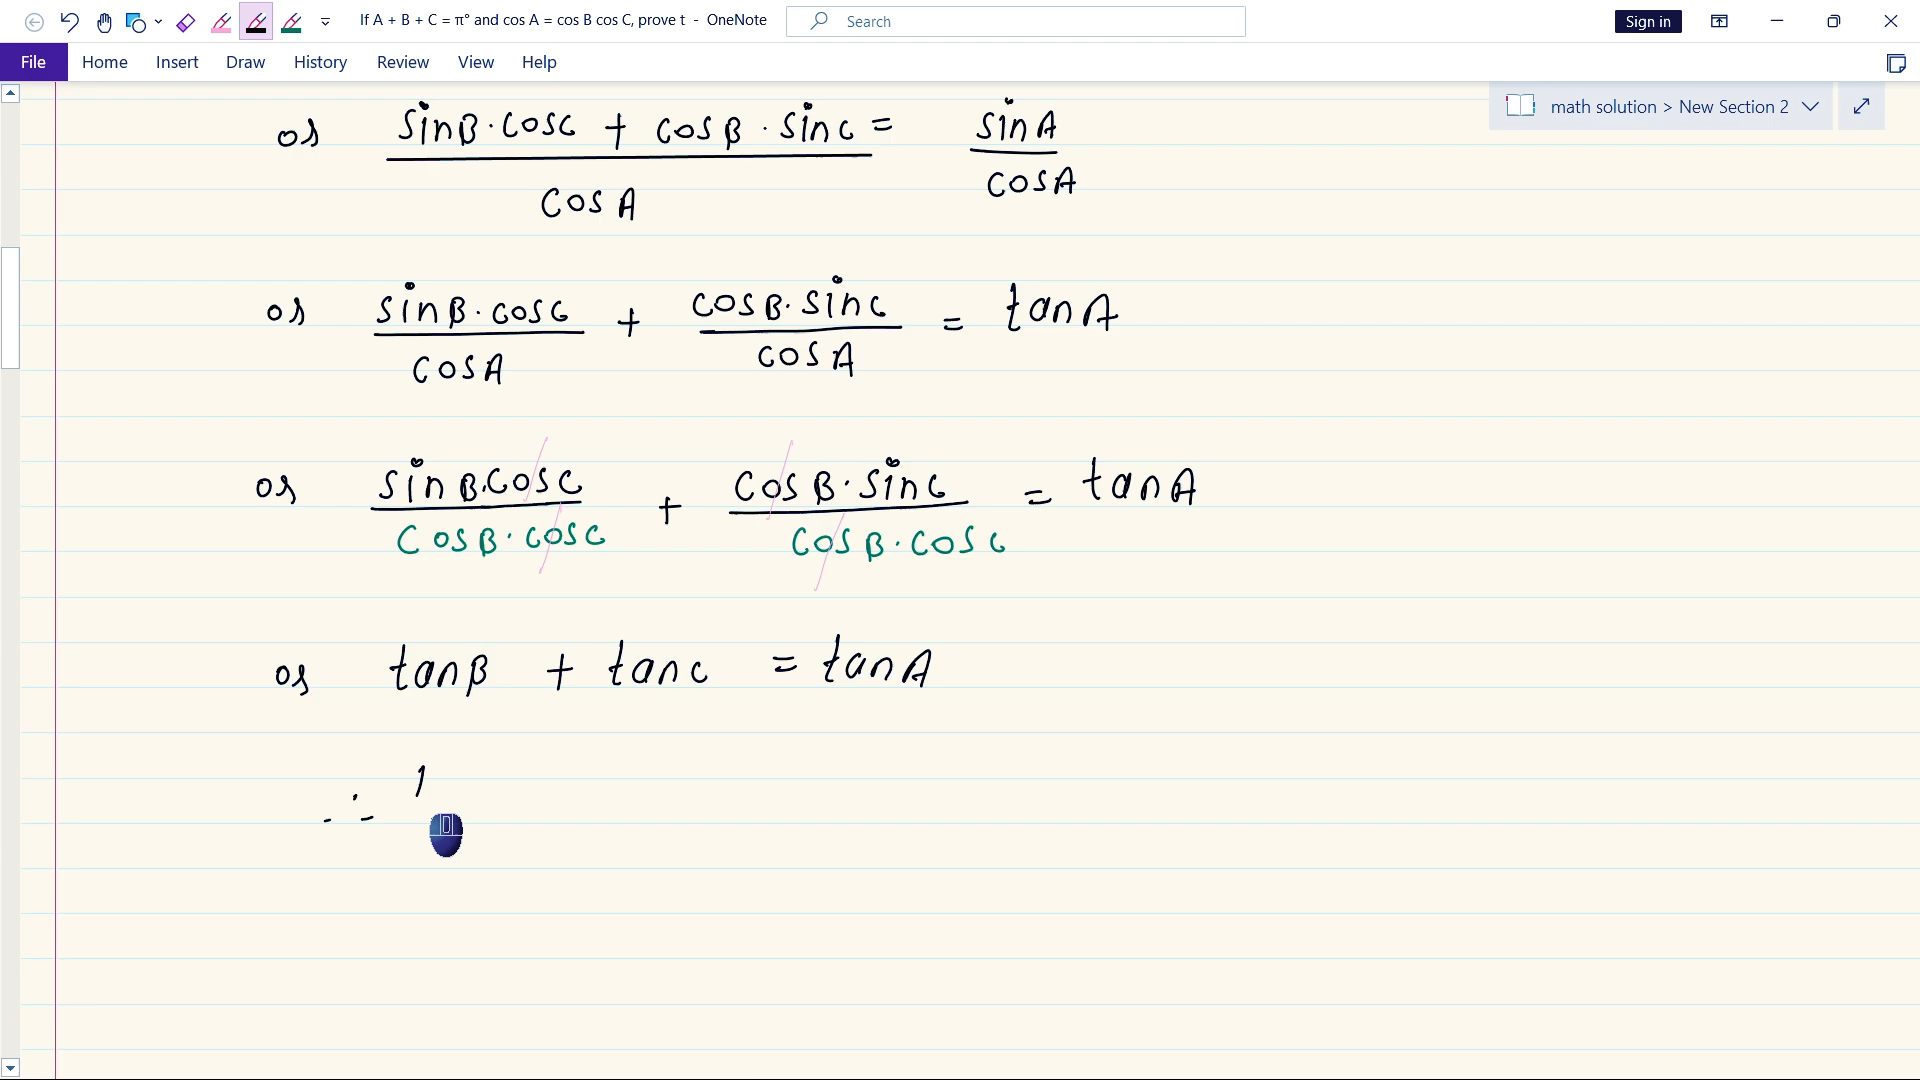 If A + B + C = π° and cos A = cos B cos C, prove t - OneNote
Search
Sign in
File Home Insert Draw History Review View Help
math solution > New Section 2
or (sinB·cosC + cosB·sinC)/cosA = sinA/cosA
or sinB·cosC/cosA + cosB·sinC/cosA = tanA
or sinB·cosC/cosB·cosC + cosB·sinC/cosB·cosC = tanA
or tanB + tanC = tanA
∴